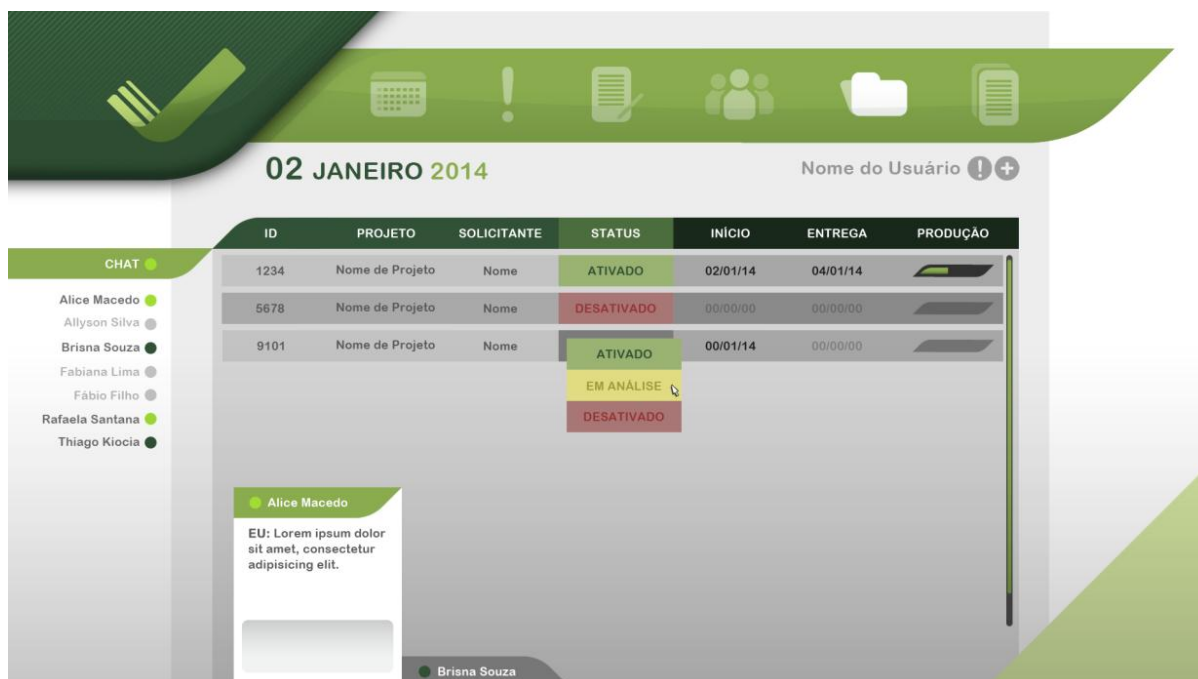 02 JANEIRO 2014
Nome do Usuário
ID PROJETO SOLICITANTE STATUS INÍCIO ENTREGA PRODUÇÃO
1234 Nome de Projeto Nome ATIVADO 02/01/14 04/01/14
5678 Nome de Projeto Nome DESATIVADO 00/00/00 00/00/00
9101 Nome de Projeto Nome 00/01/14 00/00/00
ATIVADO
EM ANÁLISE
DESATIVADO
CHAT
Alice Macedo
Allyson Silva
Brisna Souza
Fabiana Lima
Fábio Filho
Rafaela Santana
Thiago Kiocia
Alice Macedo
EU: Lorem ipsum dolor
sit amet, consectetur
adipisicing elit.
Brisna Souza